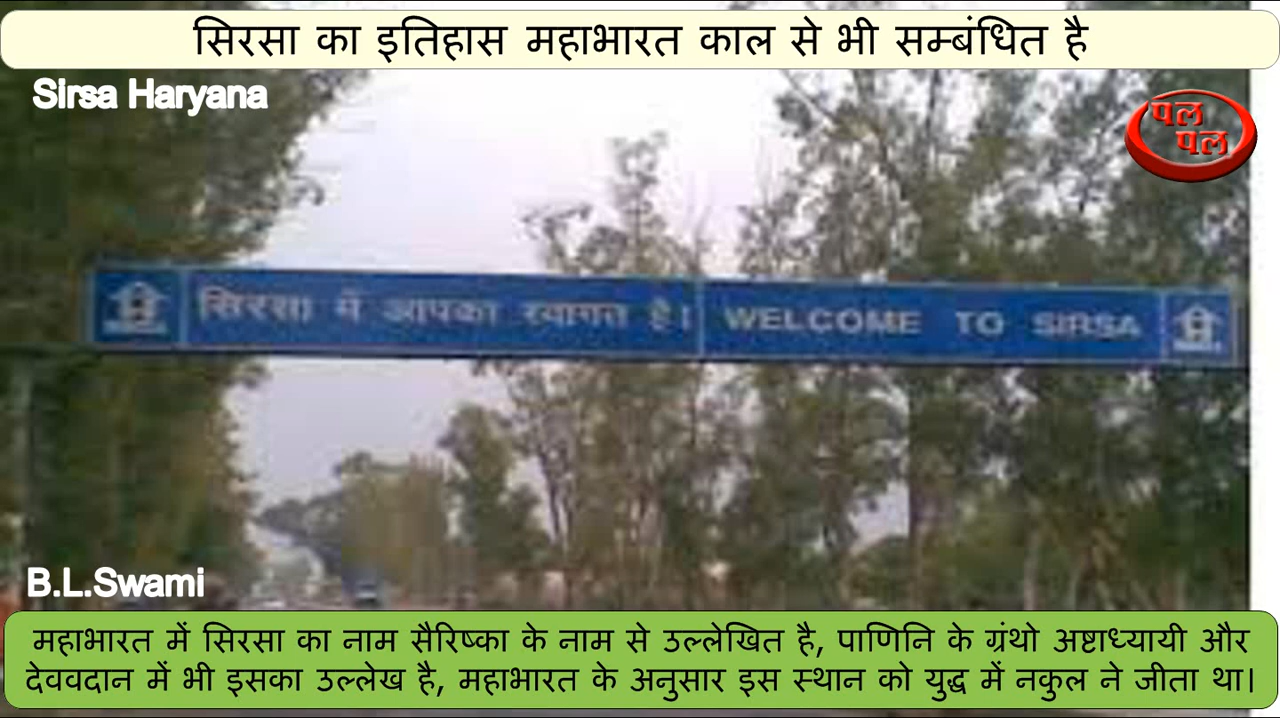 सिरसा का इतिहास महाभारत काल से भी सम्बंधित है
Sirsa Haryana
पल
पल
सिरसा में आपका स्वागत है। WELCOME TO SIRSA
B.L.Swami
महाभारत में सिरसा का नाम सैरिष्का के नाम से उल्लेखित है, पाणिनि के ग्रंथो अष्टाध्यायी और
देववदान में भी इसका उल्लेख है, महाभारत के अनुसार इस स्थान को युद्ध में नकुल ने जीता था।